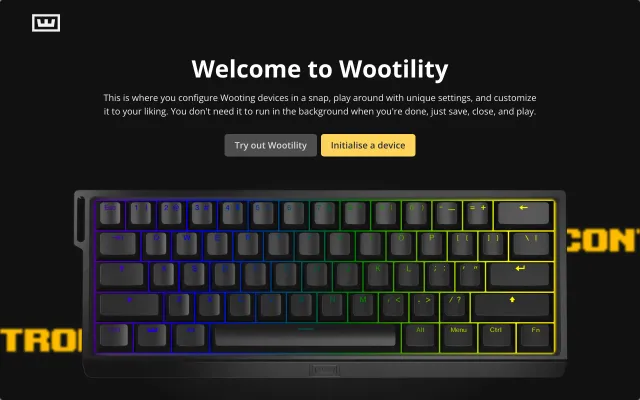 Welcome to Wootility
This is where you configure Wooting devices in a snap, play around with unique settings, and customize
it to your liking. You don't need it to run in the background when you're done, just save, close, and play.
Try out Wootility Initialise a device
CON
TRO
Alt Menu Ctrl Fn